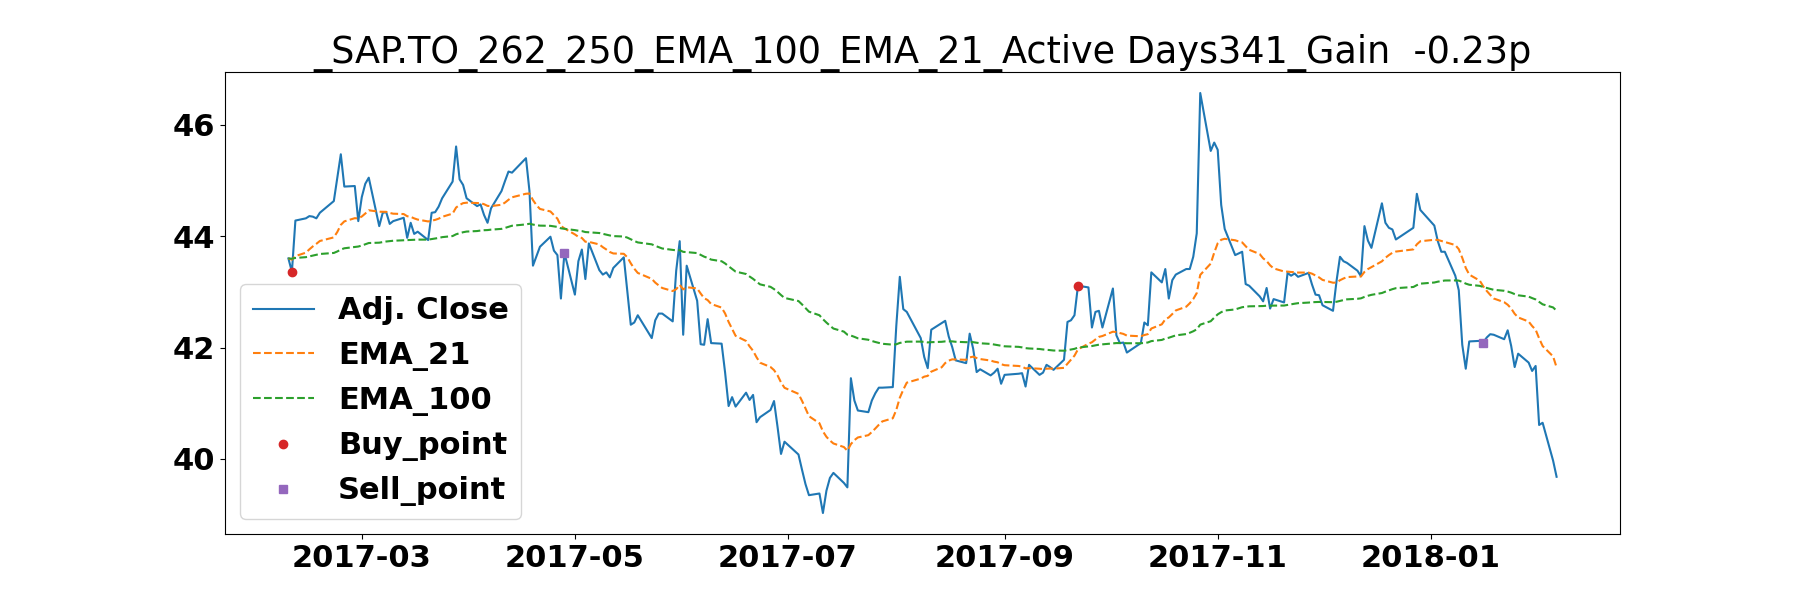 _SAP.TO_262_250_EMA_100_EMA_21_Active Days341_Gain  -0.23p
46
44
42
40
Adj. Close
EMA_21
EMA_100
Buy_point
Sell_point
2017-03 2017-05 2017-07 2017-09 2017-11 2018-01